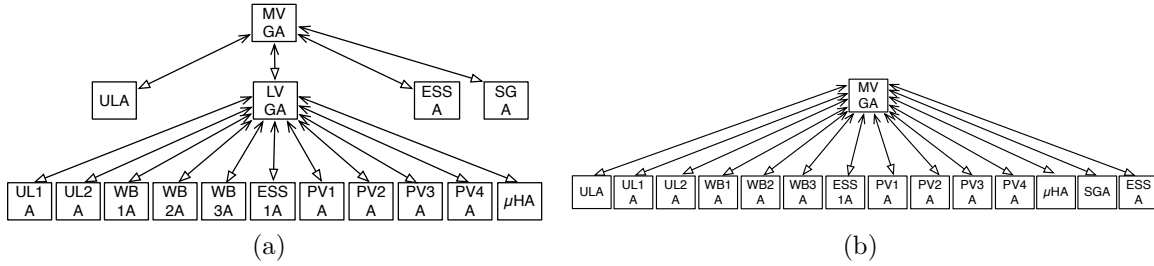 MV
GA
ULA
ESS
A
SG
A
LV
GA
UL1
A
UL2
A
WB
1A
WB
2A
WB
3A
ESS
1A
PV1
A
PV2
A
PV3
A
PV4
A
µHA
(a)
MV
GA
ULA
UL1
A
UL2
A
WB1
A
WB2
A
WB3
A
ESS
1A
PV1
A
PV2
A
PV3
A
PV4
A
µHA
SGA
ESS
A
(b)